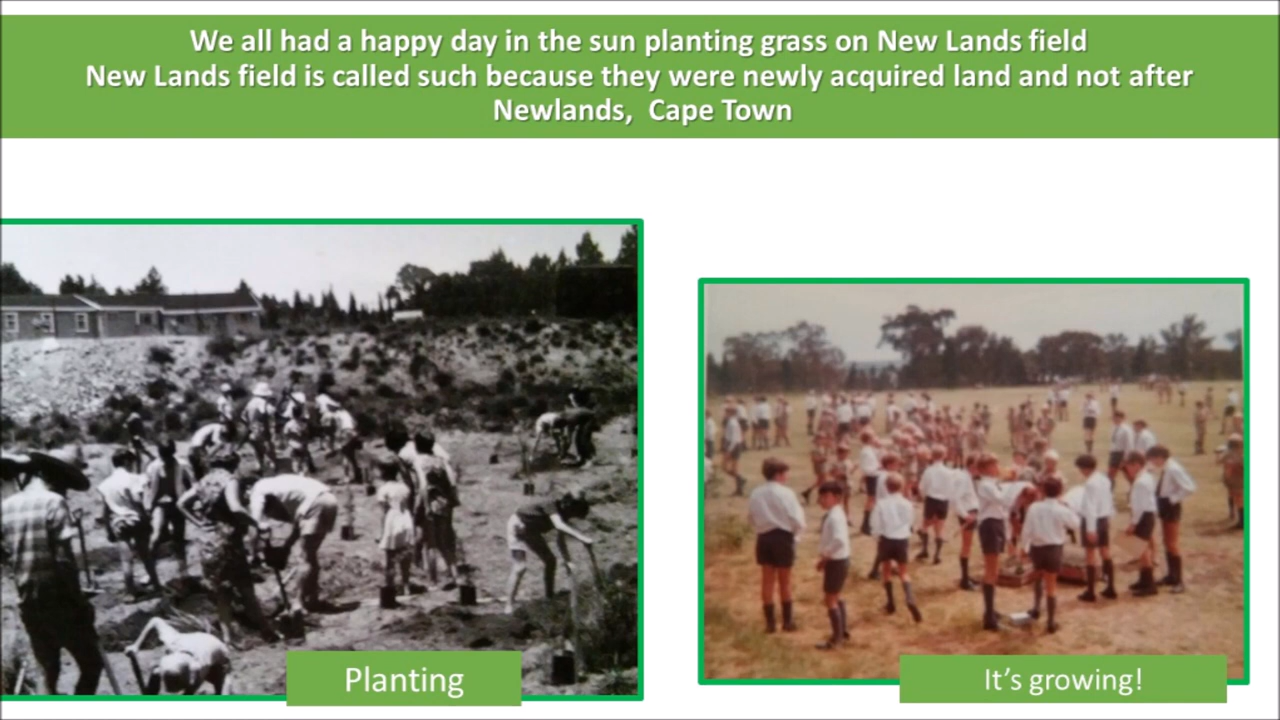 We all had a happy day in the sun planting grass on New Lands field
New Lands field is called such because they were newly acquired land and not after
Newlands,  Cape Town
Planting
It's growing!